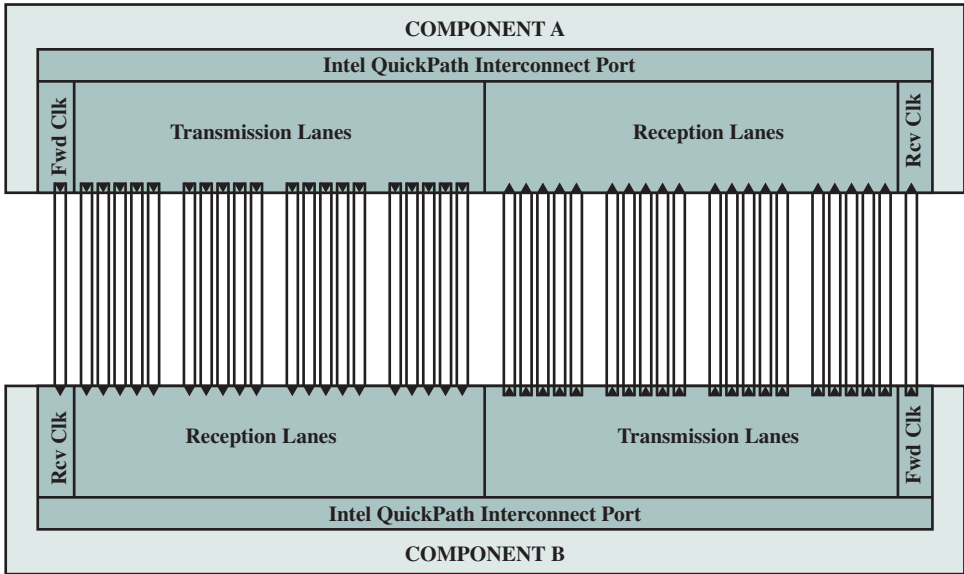 COMPONENT A
Intel QuickPath Interconnect Port
Fwd Clk
Transmission Lanes
Reception Lanes
Rcv Clk
Rcv Clk
Reception Lanes
Transmission Lanes
Fwd Clk
Intel QuickPath Interconnect Port
COMPONENT B